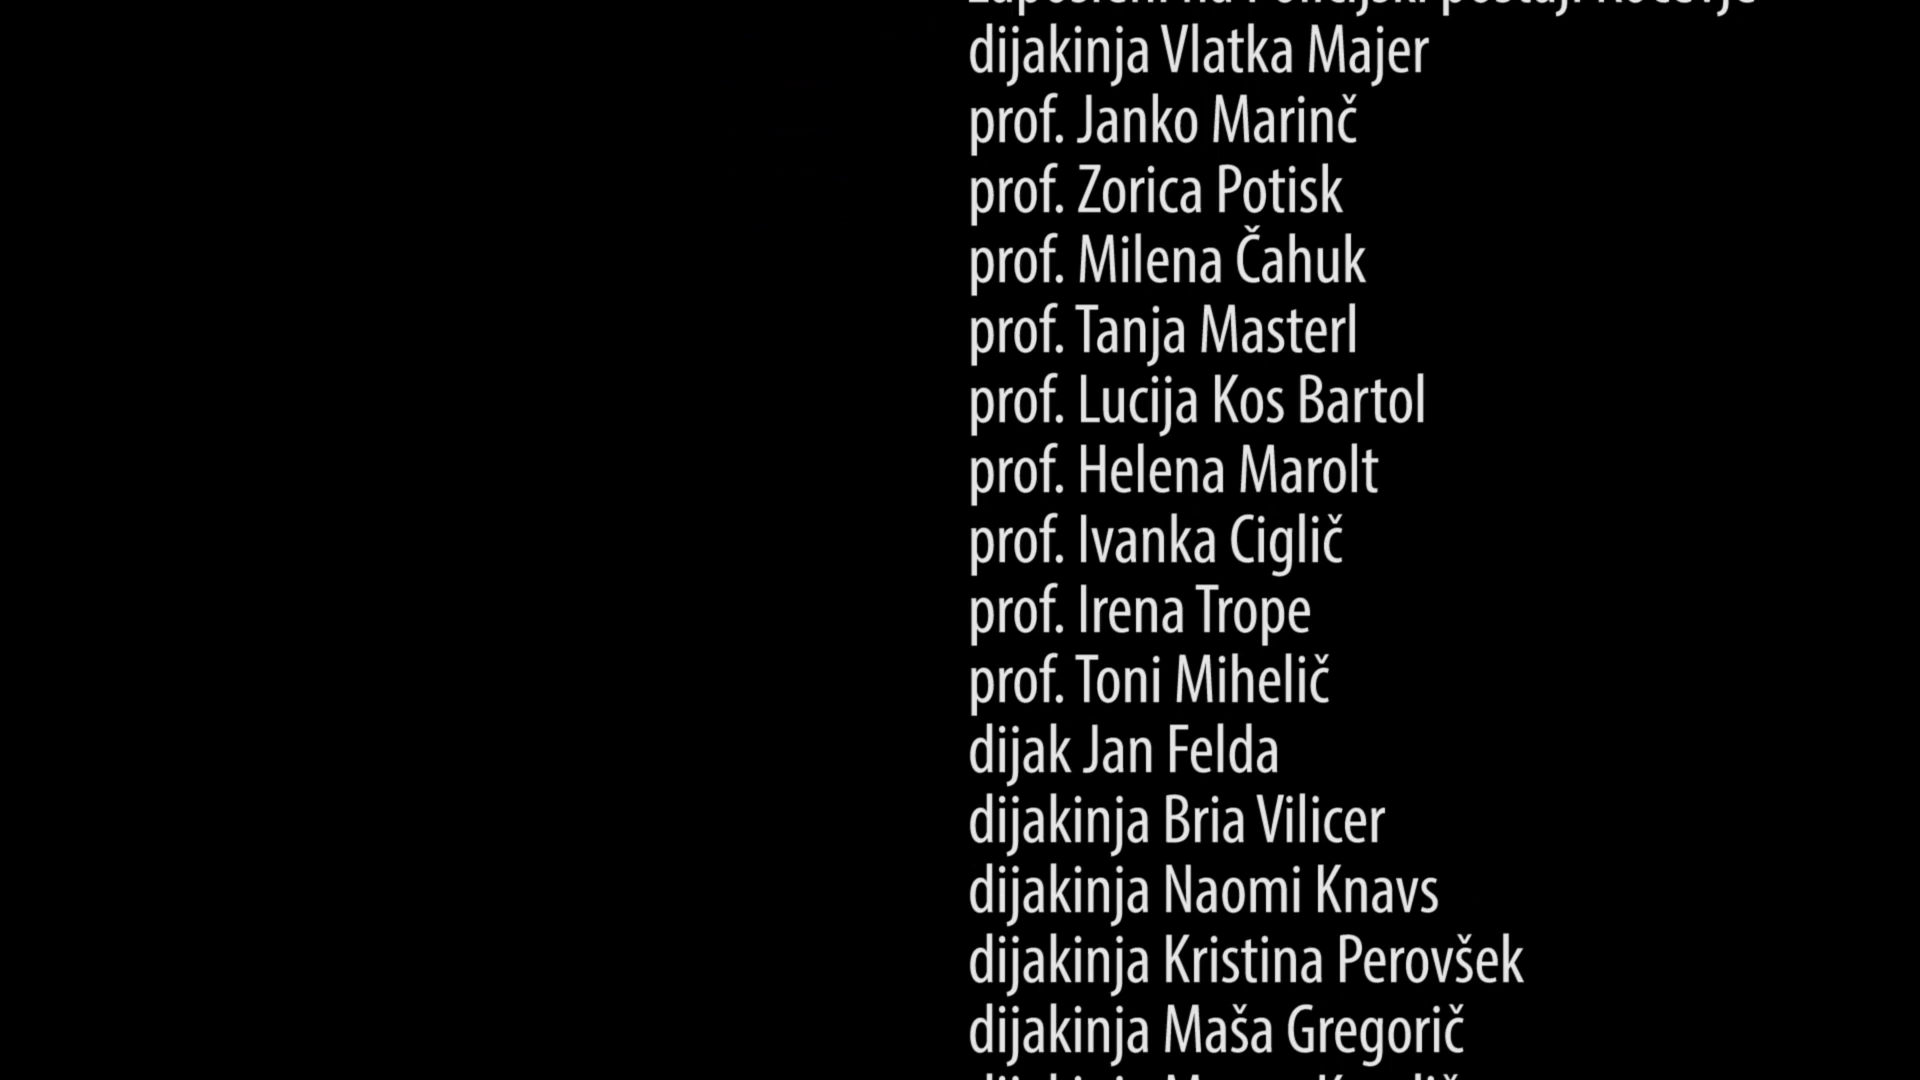 dijakinja Vlatka Majer
prof. Janko Marinč
prof. Zorica Potisk
prof. Milena Čahuk
prof. Tanja Masterl
prof. Lucija Kos Bartol
prof. Helena Marolt
prof. Ivanka Ciglič
prof. Irena Trope
prof. Toni Mihelič
dijak Jan Felda
dijakinja Bria Vilicer
dijakinja Naomi Knavs
dijakinja Kristina Perovšek
dijakinja Maša Gregorič